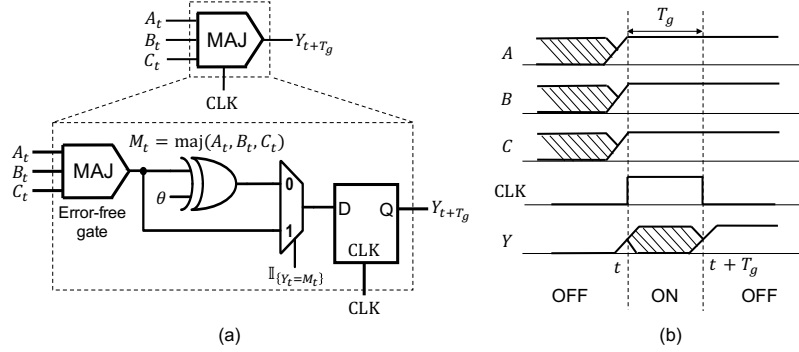 A_t
B_t
C_t
MAJ
Y_{t+T_g}
CLK
M_t = maj(A_t, B_t, C_t)
A_t
B_t
C_t
MAJ
Error-free
gate
θ
0
1
𝕀_{\{Y_t=M_t\}}
D
Q
CLK
Y_{t+T_g}
CLK
(a)
T_g
A
B
C
CLK
Y
t
t + T_g
OFF
ON
OFF
(b)